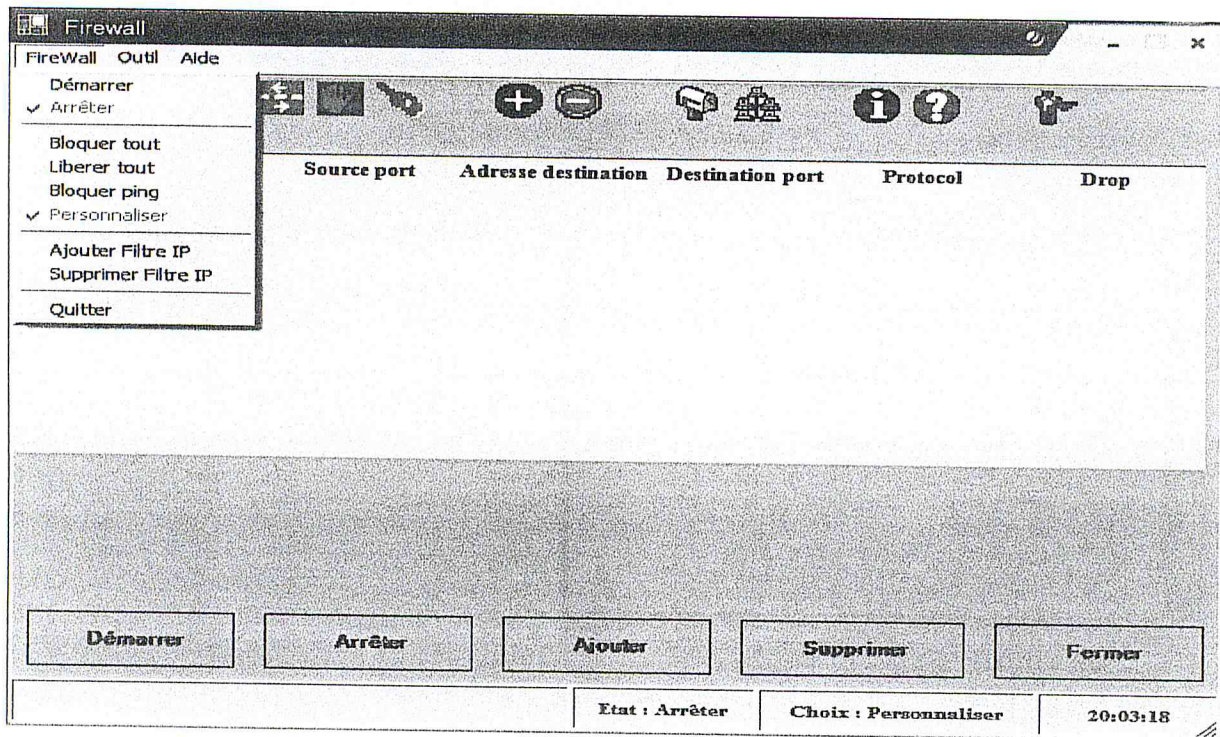 Firewall
FireWall Outil Aide
Démarrer
Arrêter
Bloquer tout
Liberer tout
Bloquer ping
Personnaliser
Ajouter Filtre IP
Supprimer Filtre IP
Quitter
Source port Adresse destination Destination port Protocol Drop
Démarrer Arrêter Ajouter Supprimer Fermer
Etat : Arrêter Choix : Personnaliser 20:03:18